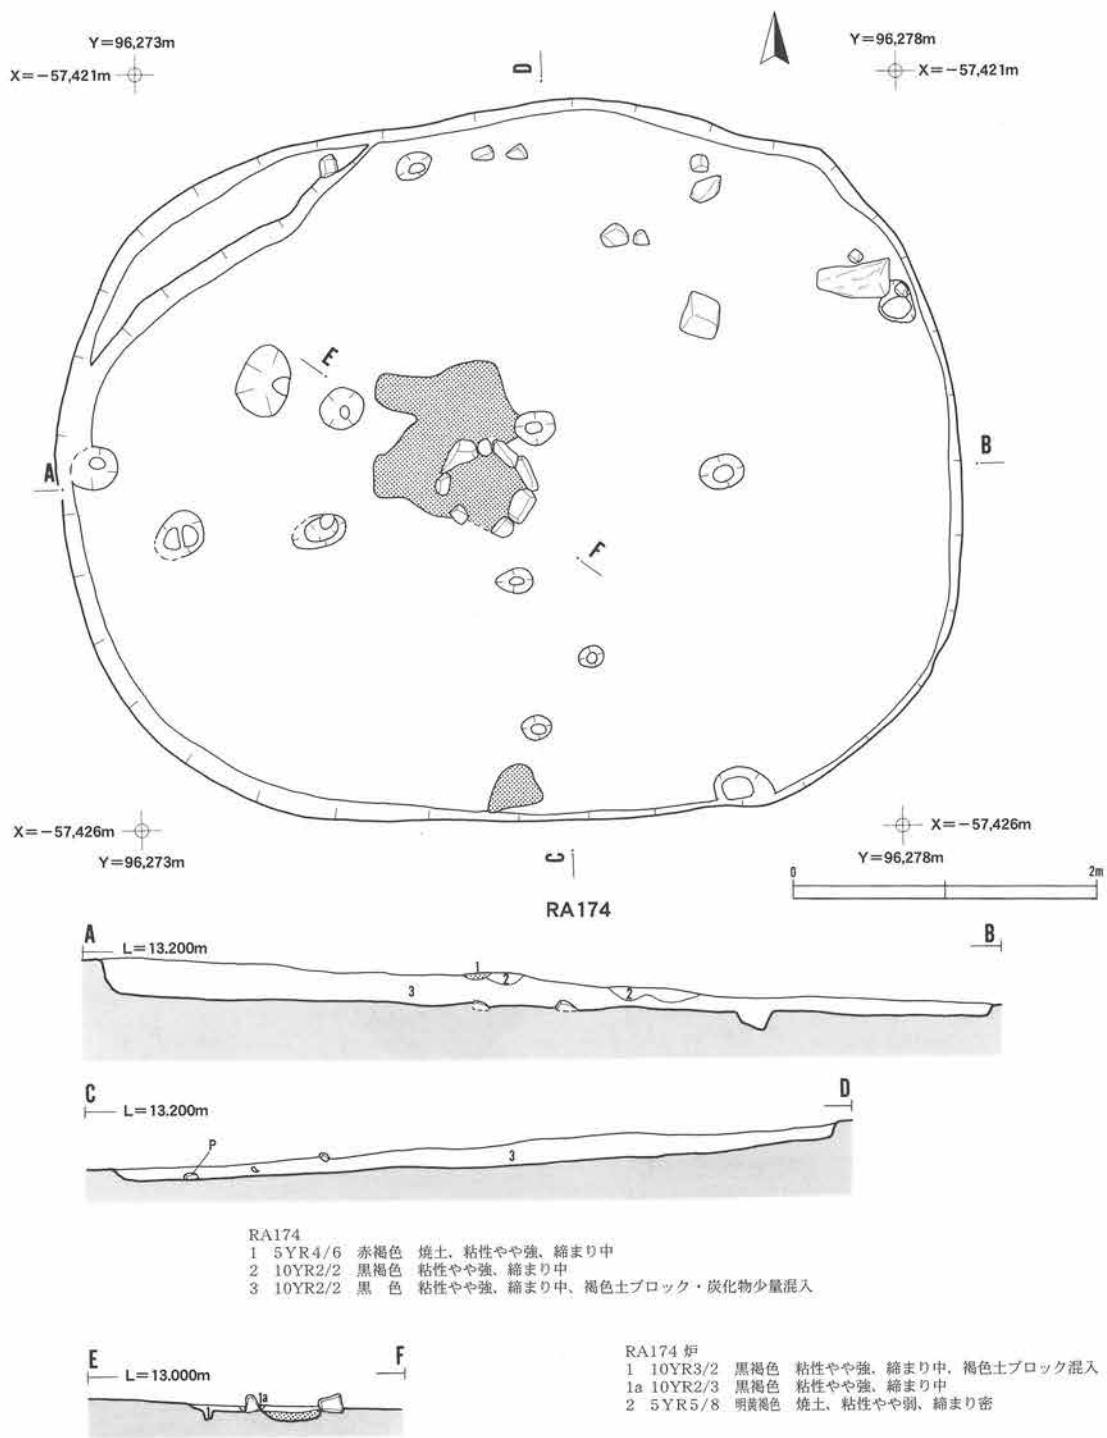 Y=96,273m
Y=96,278m
X=-57,421m
X=-57,421m
D
E
A
B
F
X=-57,426m
X=-57,426m
Y=96,273m
Y=96,278m
C
0 2m
RA174
A L=13.200m B
1
2
3
2
C L=13.200m D
P
3
RA174
1 5YR4/6 赤褐色 焼土、粘性やや強、締まり中
2 10YR2/2 黒褐色 粘性やや強、締まり中
3 10YR2/2 黒 色 粘性やや強、締まり中、褐色土ブロック・炭化物少量混入
E L=13.000m F
1
1a
RA174 炉
1 10YR3/2 黒褐色 粘性やや強、締まり中、褐色土ブロック混入
1a 10YR2/3 黒褐色 粘性やや強、締まり中
2 5YR5/8 明黄褐色 焼土、粘性やや弱、締まり密